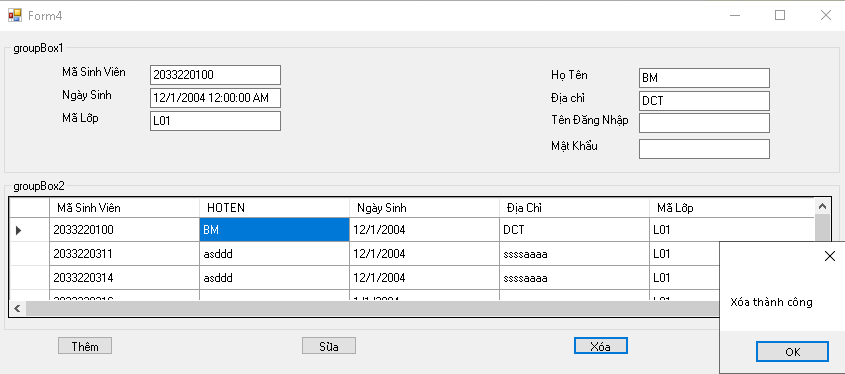 Form4
groupBox1
Mã Sinh Viên 2033220100 Họ Tên BM
Ngày Sinh 12/1/2004 12:00:00 AM Địa chỉ DCT
Mã Lớp L01 Tên Đăng Nhập
Mật Khẩu
groupBox2
Mã Sinh Viên HOTEN Ngày Sinh Địa Chỉ Mã Lớp
2033220100 BM 12/1/2004 DCT L01
2033220311 asddd 12/1/2004 ssssaaaa L01
2033220314 asddd 12/1/2004 ssssaaaa L01
Xóa thành công
OK
Thêm Sửa Xóa